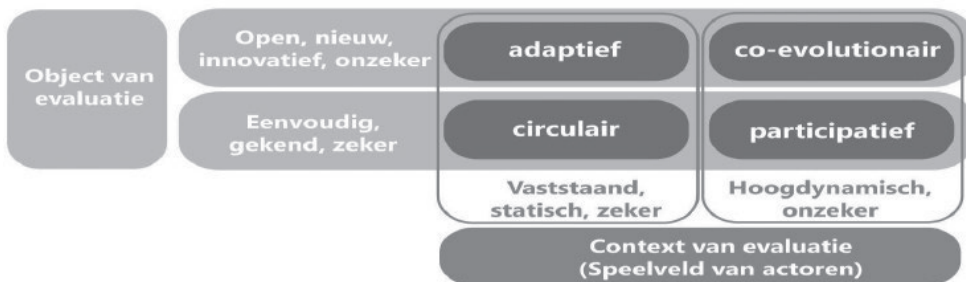 Object van
evaluatie
Open, nieuw,
innovatief, onzeker
adaptief
co-evolutionair
Eenvoudig,
gekend, zeker
circulair
participatief
Vaststaand,
statisch, zeker
Hoogdynamisch,
onzeker
Context van evaluatie
(Speelveld van actoren)